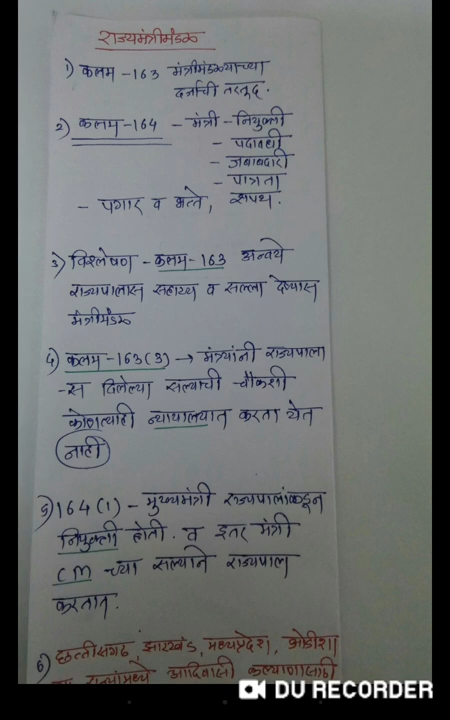 राज्यमंत्रीमंडळ
1) कलम -163 मंत्रीमंडळाच्या
दर्जाची तरतूद.
2) कलम-164 - मंत्री - नियुक्ती
- पदावधी
- जबाबदारी
- पात्रता
- पगार व भत्ते, शपथ.
3) विश्लेषण - कलम-163 अन्वये
राज्यपालास सहाय्य व सल्ला देण्यास
मंत्रीमंडळ
4) कलम-163(3) → मंत्र्यांनी राज्यपाला
-स दिलेल्या सल्याची चौकशी
कोणत्याही न्यायालयात करता येत
नाही
5) 164(1) - मुख्यमंत्री राज्यपालांकडून
नियुक्ती होती. व इतर मंत्री
CM च्या सल्याने राज्यपाल
करतात.
6) छत्तीसगढ, झारखंड, मध्यप्रदेश, ओडीशा
या राज्यांमध्ये आदिवासी कल्याणासाठी
DU RECORDER